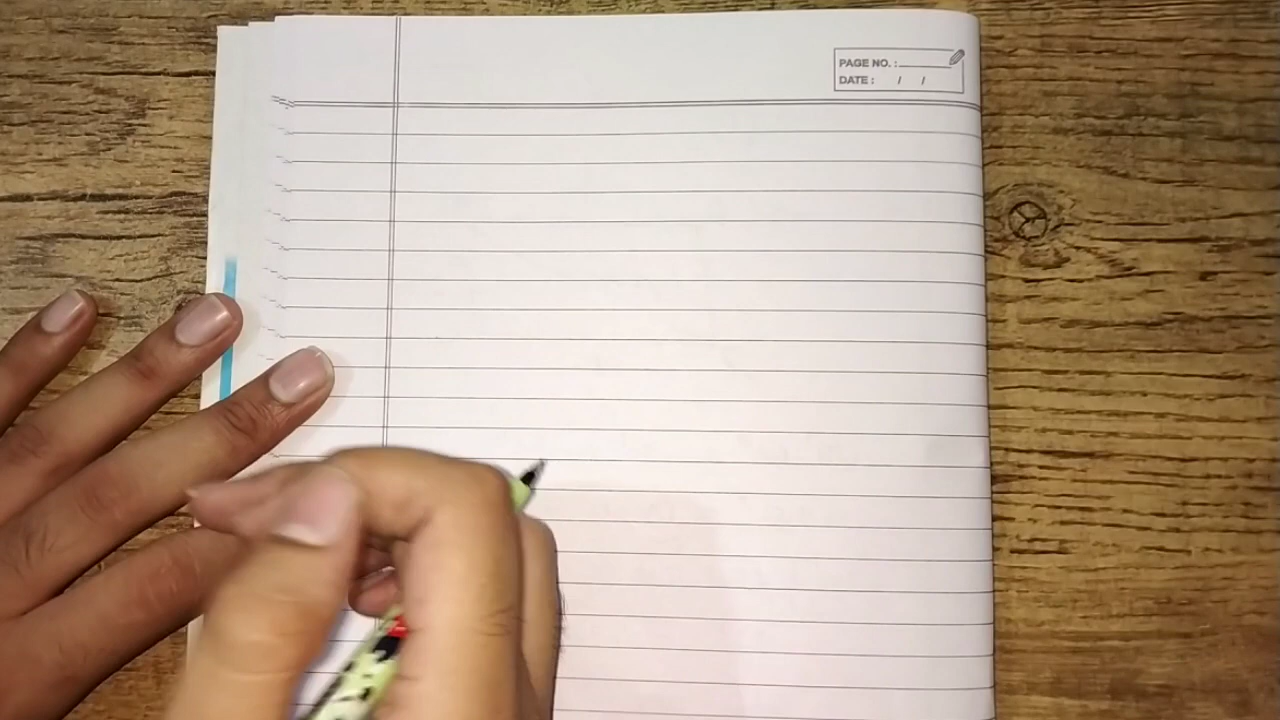 PAGE NO. :
DATE : / /